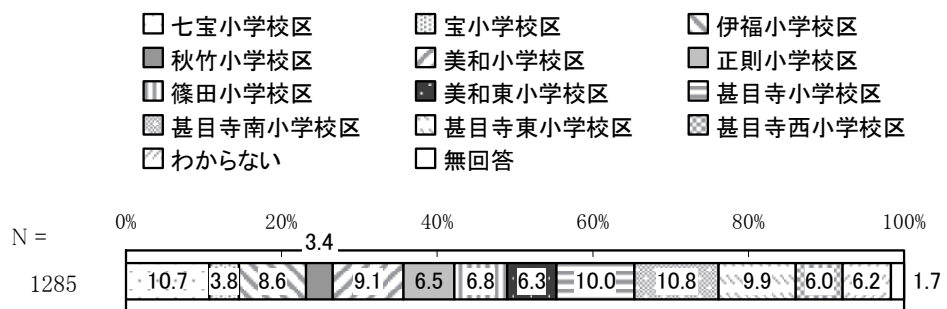 七宝小学校区 宝小学校区 伊福小学校区
秋竹小学校区 美和小学校区 正則小学校区
篠田小学校区 美和東小学校区 甚目寺小学校区
甚目寺南小学校区 甚目寺東小学校区 甚目寺西小学校区
わからない 無回答
0% 20% 40% 60% 80% 100%
N =
3.4
1285 10.7 3.8 8.6 9.1 6.5 6.8 6.3 10.0 10.8 9.9 6.0 6.2 1.7